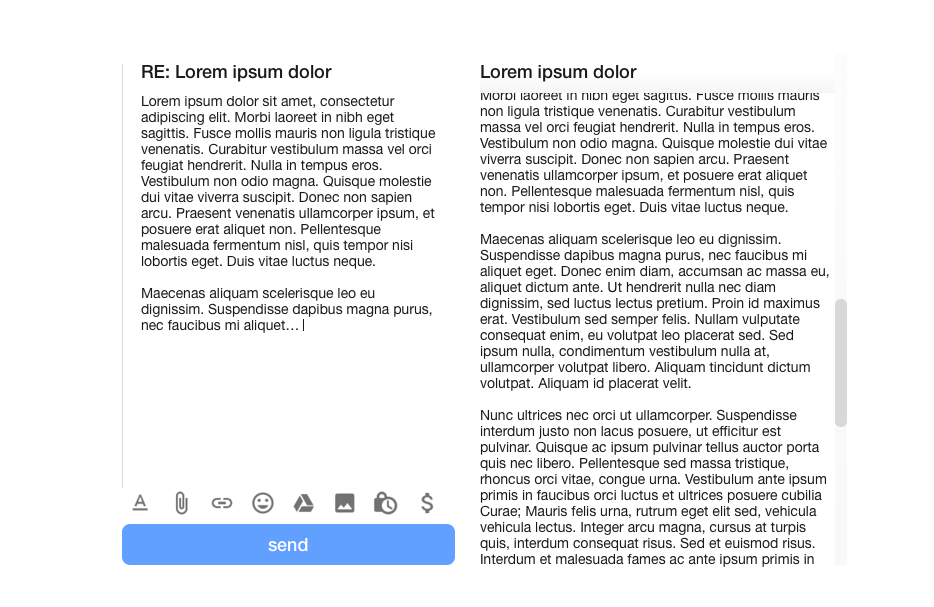 RE: Lorem ipsum dolor
Lorem ipsum dolor sit amet, consectetur
adipiscing elit. Morbi laoreet in nibh eget
sagittis. Fusce mollis mauris non ligula tristique
venenatis. Curabitur vestibulum massa vel orci
feugiat hendrerit. Nulla in tempus eros.
Vestibulum non odio magna. Quisque molestie
dui vitae viverra suscipit. Donec non sapien
arcu. Praesent venenatis ullamcorper ipsum, et
posuere erat aliquet non. Pellentesque
malesuada fermentum nisl, quis tempor nisi
lobortis eget. Duis vitae luctus neque.
Maecenas aliquam scelerisque leo eu
dignissim. Suspendisse dapibus magna purus,
nec faucibus mi aliquet…
send
Lorem ipsum dolor
Morbi laoreet in nibh eget sagittis. Fusce mollis mauris
non ligula tristique venenatis. Curabitur vestibulum
massa vel orci feugiat hendrerit. Nulla in tempus eros.
Vestibulum non odio magna. Quisque molestie dui vitae
viverra suscipit. Donec non sapien arcu. Praesent
venenatis ullamcorper ipsum, et posuere erat aliquet
non. Pellentesque malesuada fermentum nisl, quis
tempor nisi lobortis eget. Duis vitae luctus neque.
Maecenas aliquam scelerisque leo eu dignissim.
Suspendisse dapibus magna purus, nec faucibus mi
aliquet eget. Donec enim diam, accumsan ac massa eu,
aliquet dictum ante. Ut hendrerit nulla nec diam
dignissim, sed luctus lectus pretium. Proin id maximus
erat. Vestibulum sed semper felis. Nullam vulputate
consequat enim, eu volutpat leo placerat sed. Sed
ipsum nulla, condimentum vestibulum nulla at,
ullamcorper volutpat libero. Aliquam tincidunt dictum
volutpat. Aliquam id placerat velit.
Nunc ultrices nec orci ut ullamcorper. Suspendisse
interdum justo non lacus posuere, ut efficitur est
pulvinar. Quisque ac ipsum pulvinar tellus auctor porta
quis nec libero. Pellentesque sed massa tristique,
rhoncus orci vitae, congue urna. Vestibulum ante ipsum
primis in faucibus orci luctus et ultrices posuere cubilia
Curae; Mauris felis urna, rutrum eget elit sed, vehicula
vehicula lectus. Integer arcu magna, cursus at turpis
quis, interdum consequat risus. Sed et euismod risus.
Interdum et malesuada fames ac ante ipsum primis in